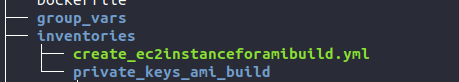 Dockerfile
group_vars
inventories
create_ec2instanceforamibuild.yml
private_keys_ami_build